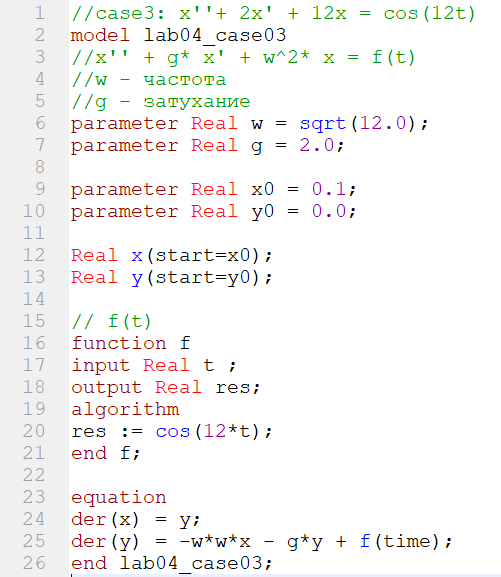 1 //case3: x''+ 2x' + 12x = cos(12t)
2 model lab04_case03
3 //x'' + g* x' + w^2* x = f(t)
4 //w - частота
5 //g - затухание
6 parameter Real w = sqrt(12.0);
7 parameter Real g = 2.0;
8
9 parameter Real x0 = 0.1;
10 parameter Real y0 = 0.0;
11
12 Real x(start=x0);
13 Real y(start=y0);
14
15 // f(t)
16 function f
17 input Real t ;
18 output Real res;
19 algorithm
20 res := cos(12*t);
21 end f;
22
23 equation
24 der(x) = y;
25 der(y) = -w*w*x - g*y + f(time);
26 end lab04_case03;